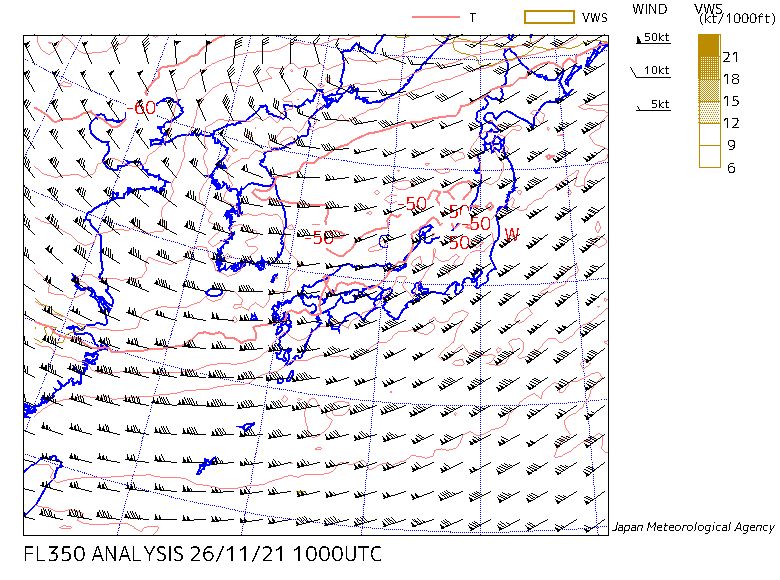 T VWS
WIND VWS
(kt/1000ft)
50kt
10kt
5kt
21
18
15
12
9
6
-60
-50
-50
-50
-50
W
-50
Japan Meteorological Agency
FL350 ANALYSIS 26/11/21 1000UTC